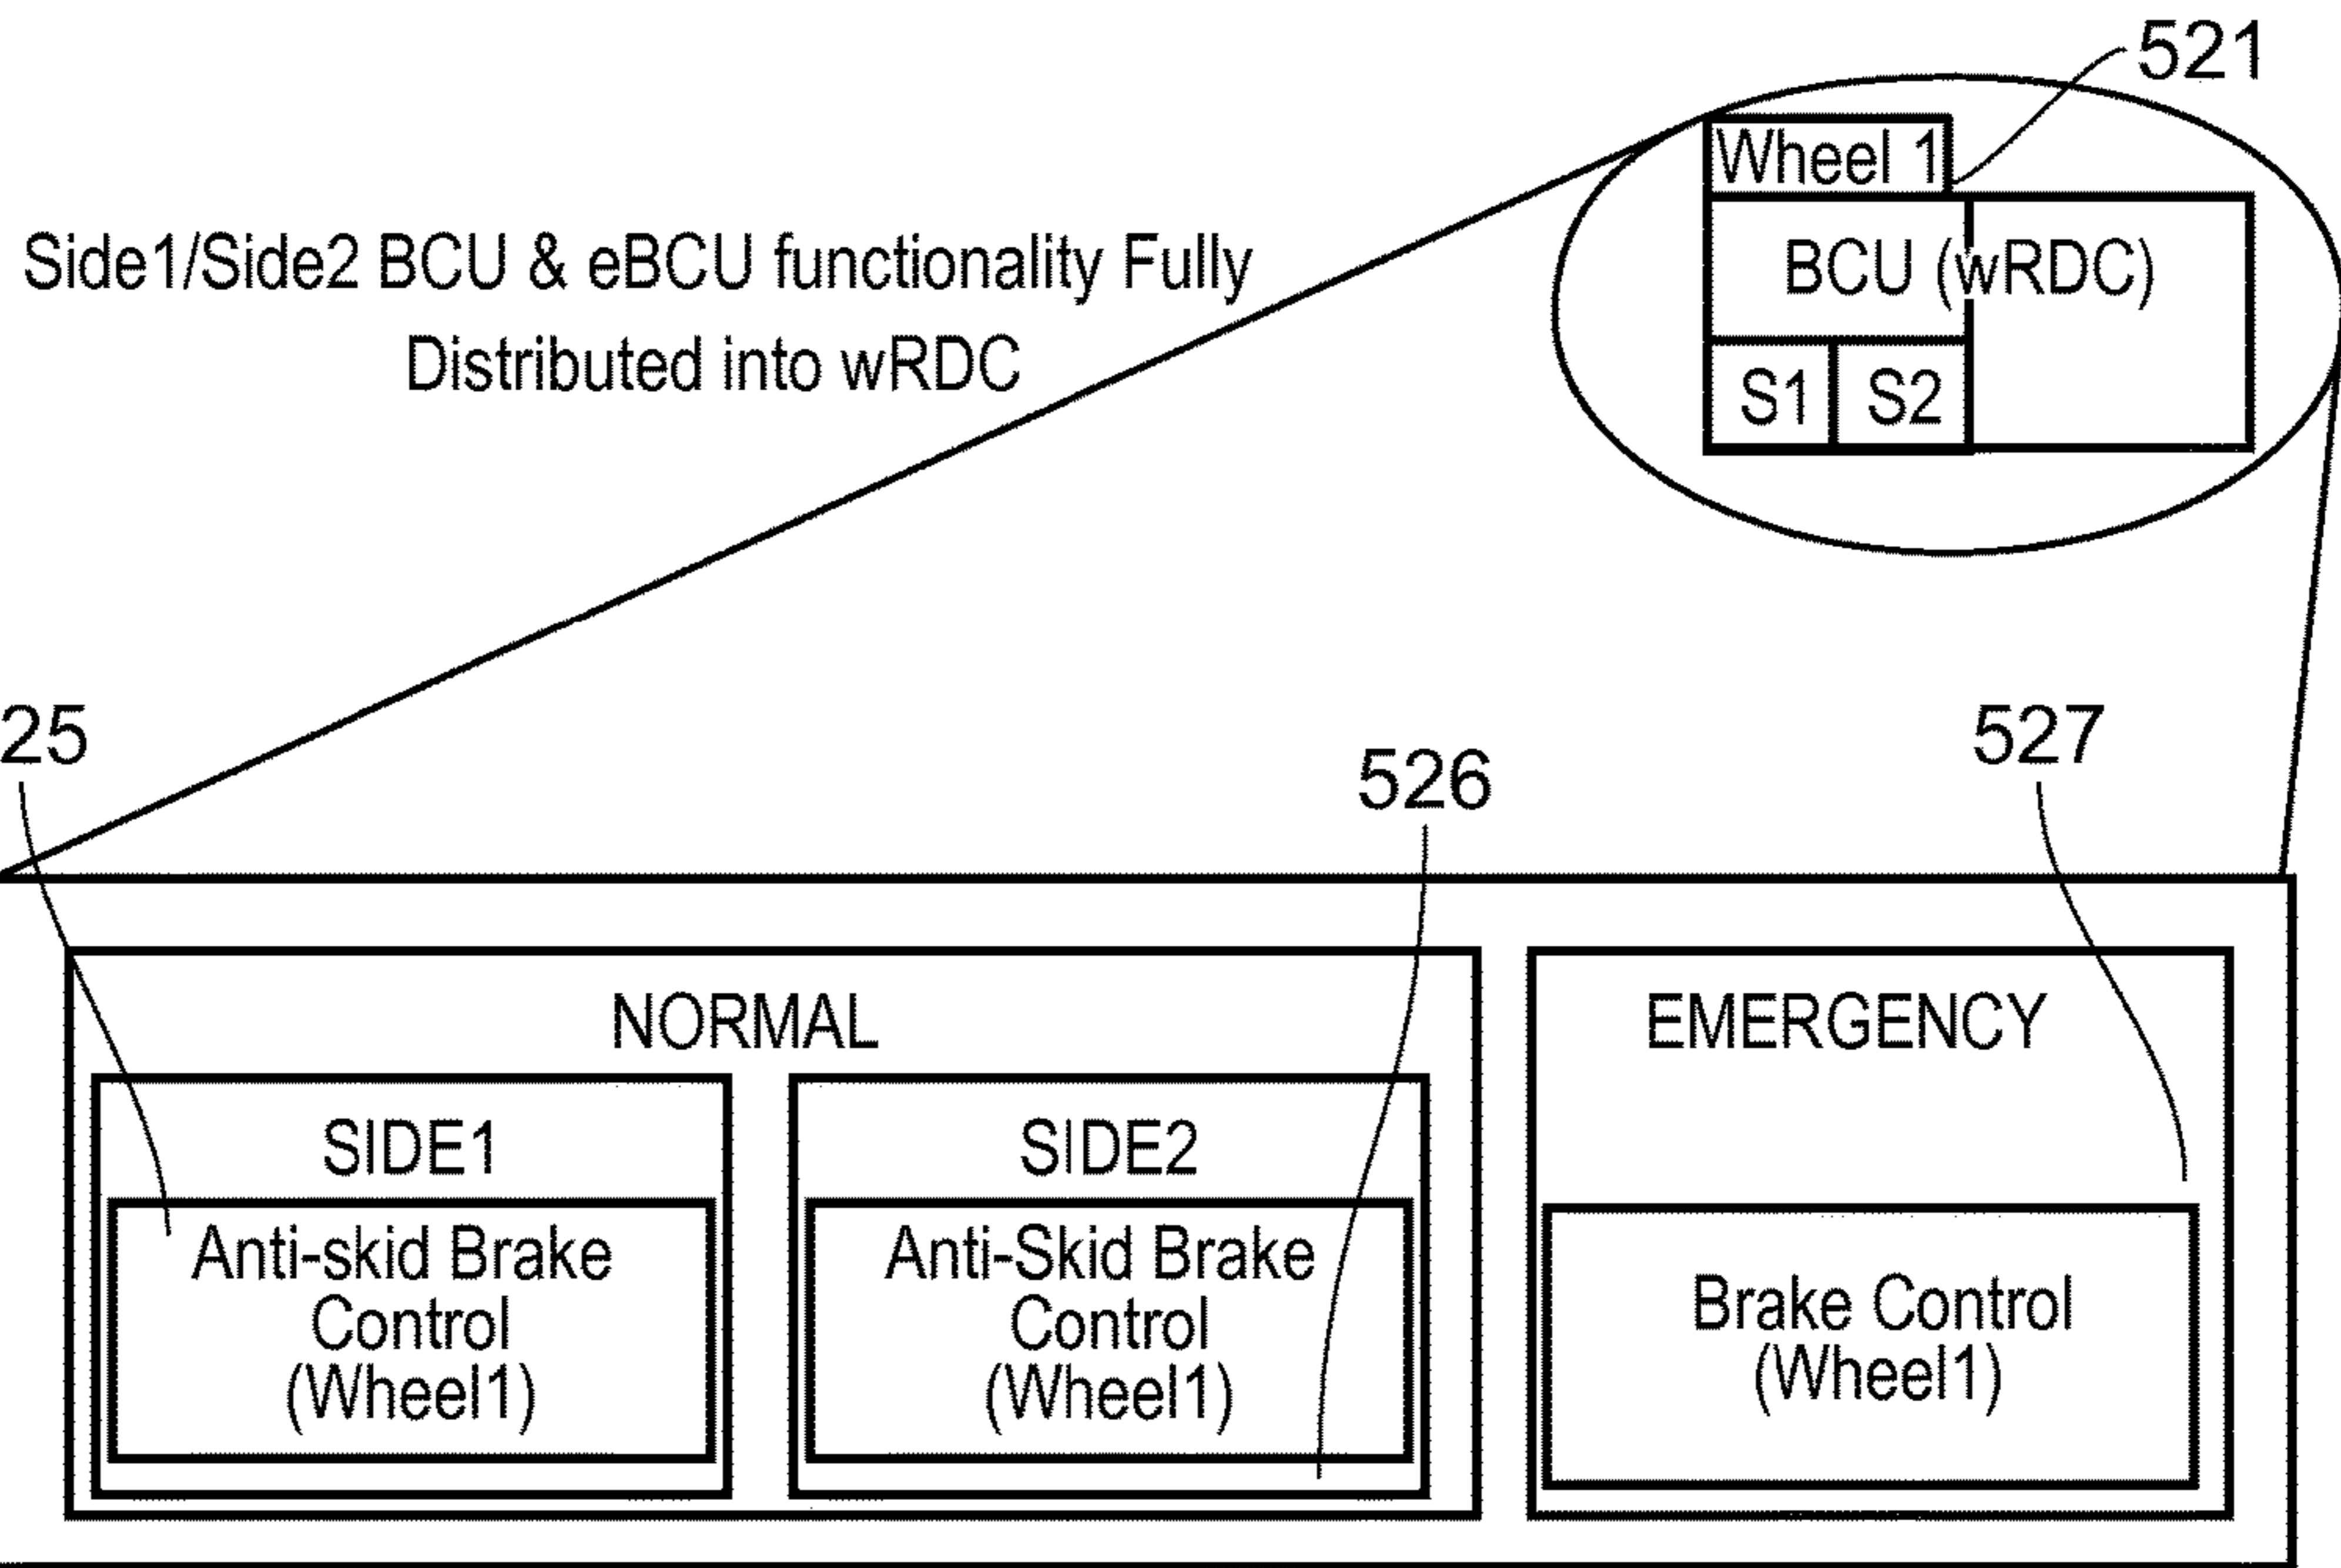 521
Wheel 1
Side1/Side2 BCU & eBCU functionality Fully
Distributed into wRDC
BCU (wRDC)
S1 S2
25
526
527
NORMAL
EMERGENCY
SIDE1
SIDE2
Anti-skid Brake
Control
(Wheel1)
Anti-Skid Brake
Control
(Wheel1)
Brake Control
(Wheel1)